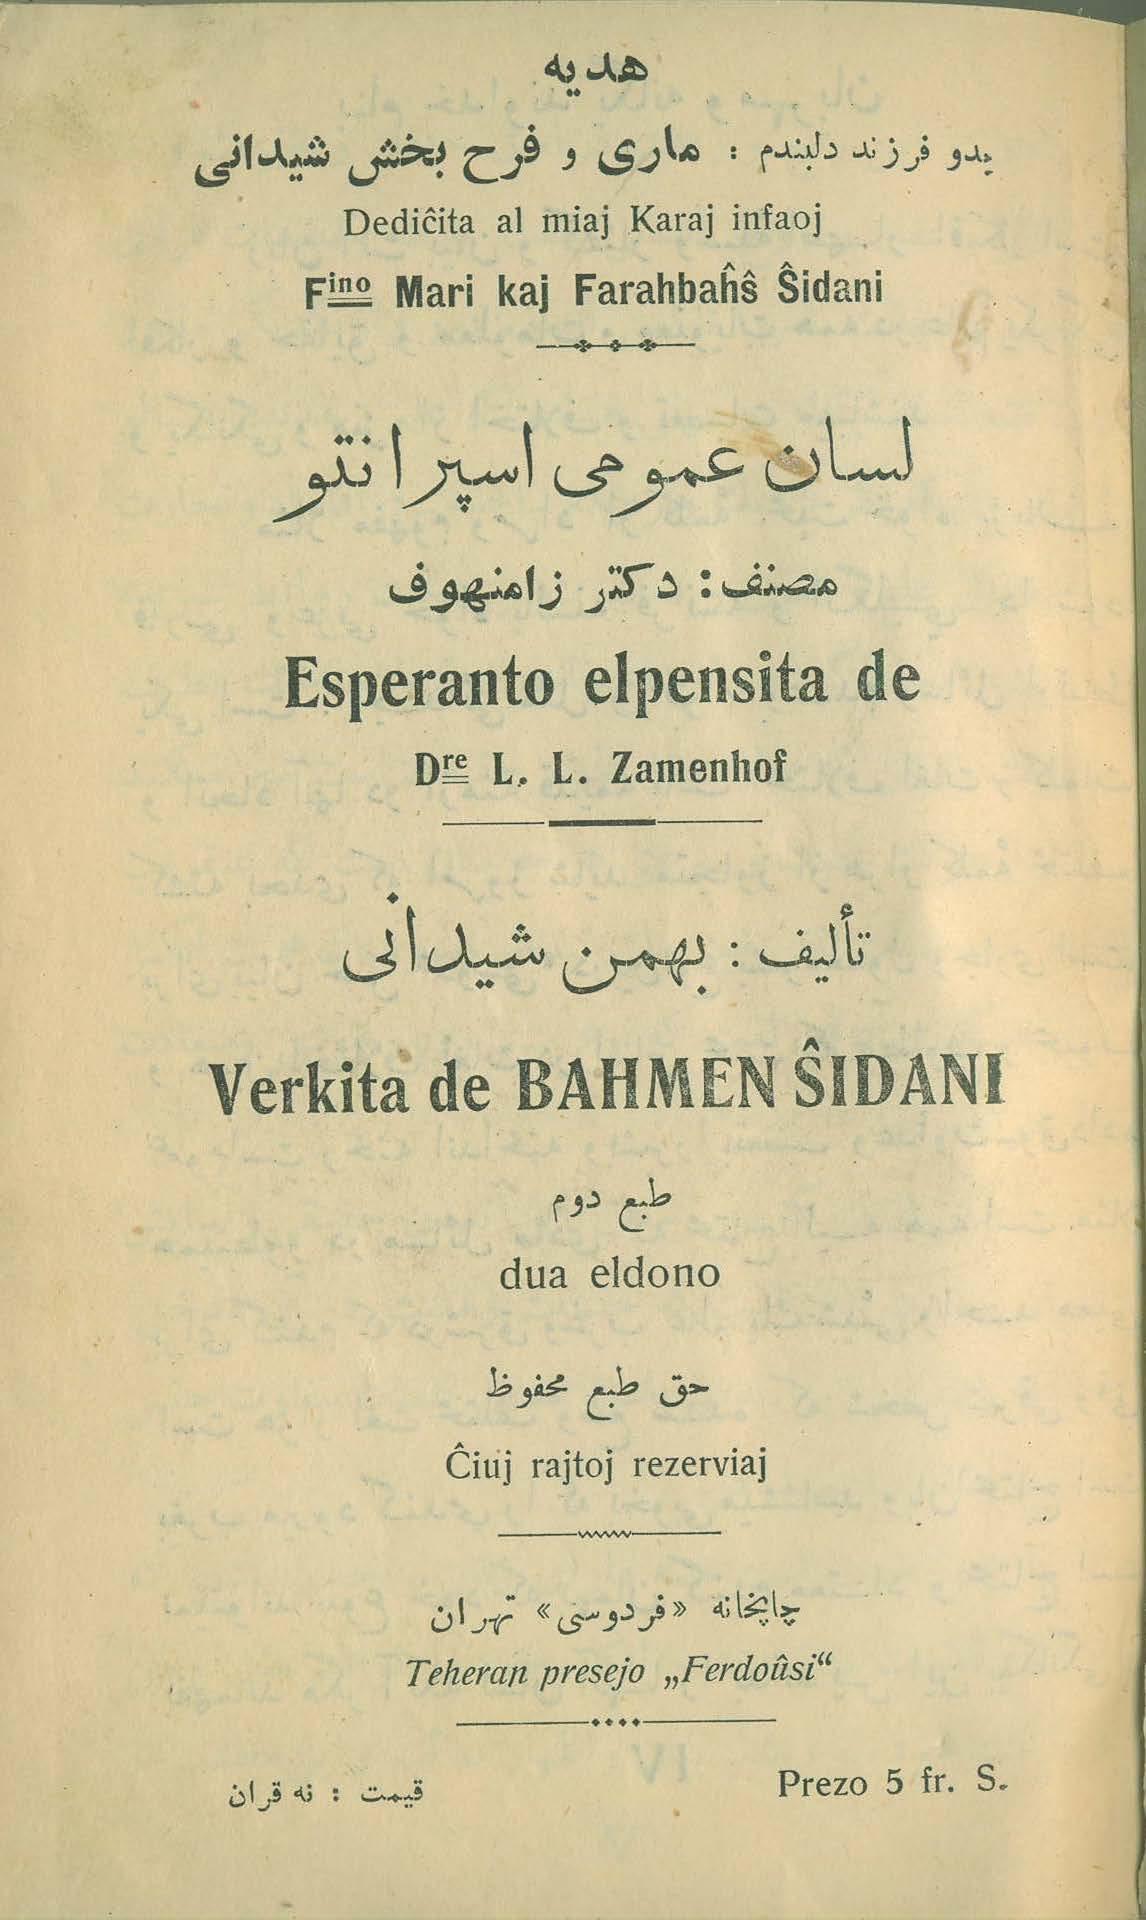 هدیه
بدو فرزند دلبندم : ماری و فرح بخش شیدانی
Dediĉita al miaj Karaj infaoj
Fino Mari kaj Farahbaĥŝ Ŝidani
لسان عمومی اسپرانتو
مصنف : دکتر زامنهوف
Esperanto elpensita de
Dre L. L. Zamenhof
تألیف : بهمن شیدانی
Verkita de BAHMEN ŜIDANI
طبع دوم
dua eldono
حق طبع محفوظ
Ĉiuj rajtoj rezerviaj
چاپخانه «فردوسی» تهران
Teheran presejo „Ferdoûsi“
قیمت : نه قران
Prezo 5 fr. S.